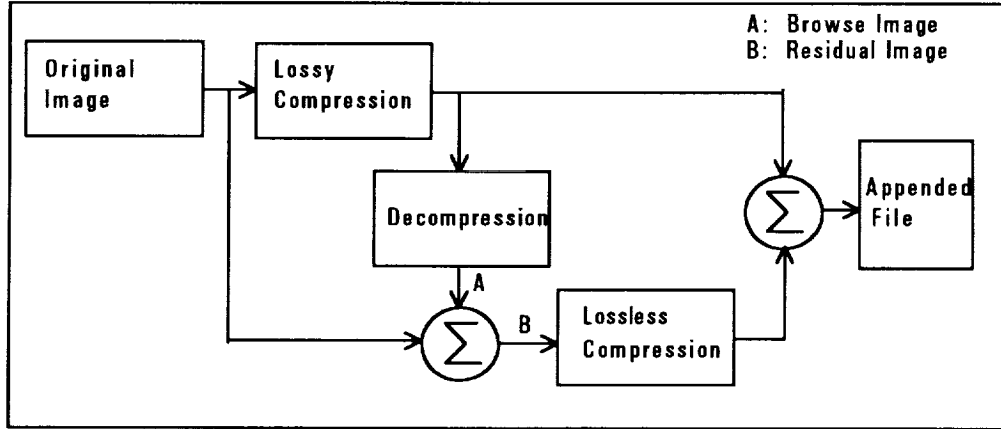 A: Browse Image
B: Residual Image
Original
Image
Lossy
Compression
Decompression
A
Σ
B
Lossless
Compression
Σ
Appended
File